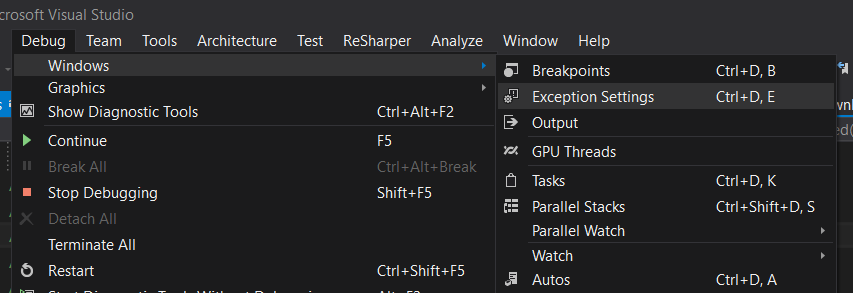 crosoft Visual Studio
Debug Team Tools Architecture Test ReSharper Analyze Window Help
Windows
Graphics
Show Diagnostic Tools Ctrl+Alt+F2
Continue F5
Break All Ctrl+Alt+Break
Stop Debugging Shift+F5
Detach All
Terminate All
Restart Ctrl+Shift+F5
Breakpoints Ctrl+D, B
Exception Settings Ctrl+D, E
Output
GPU Threads
Tasks Ctrl+D, K
Parallel Stacks Ctrl+Shift+D, S
Parallel Watch
Watch
Autos Ctrl+D, A